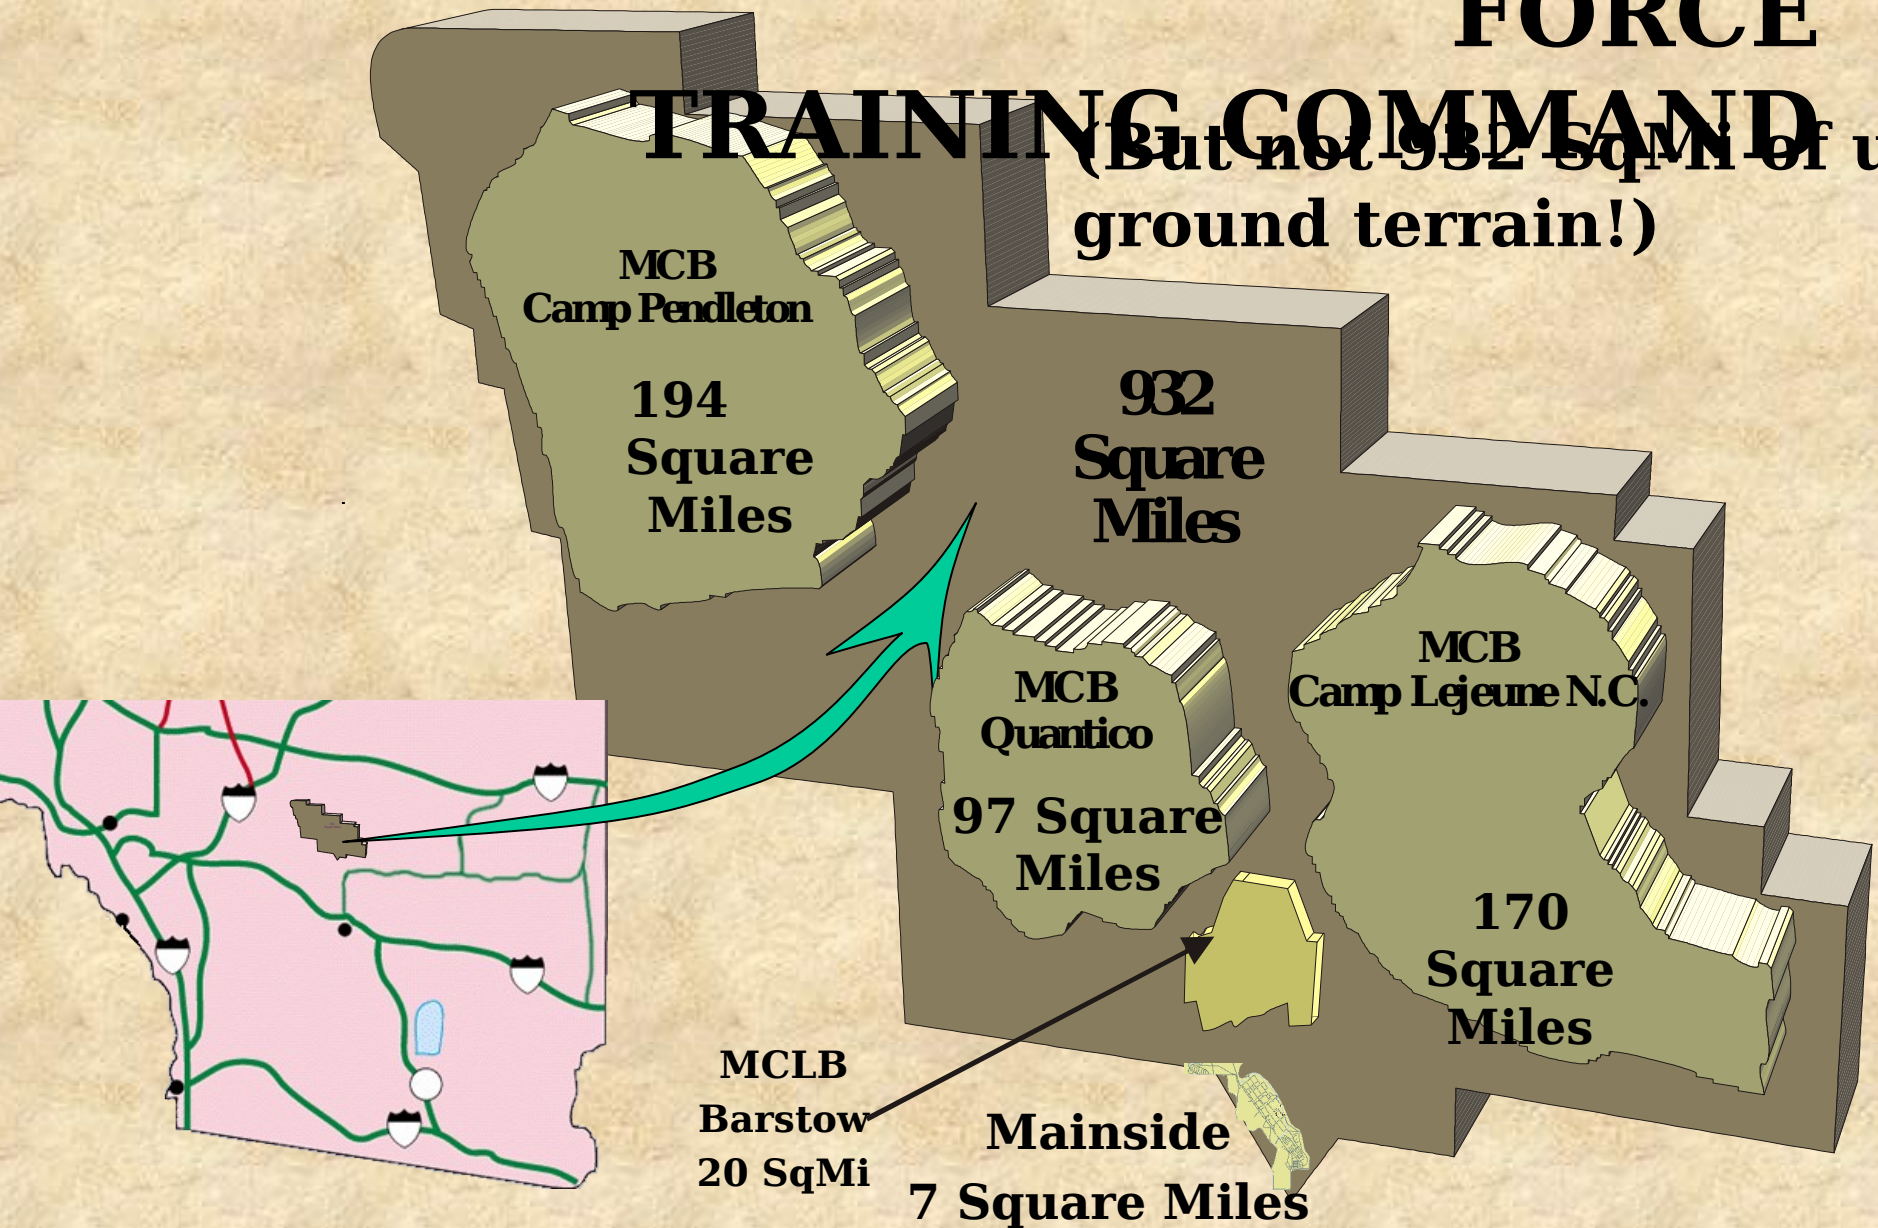 FORCE
TRAINING COMMAND
(But not 932 SqMi of
ground terrain!)
MCB
Camp Pendleton
194
Square
Miles
932
Square
Miles
MCB
Quantico
97 Square
Miles
MCB
Camp Lejeune N.C.
170
Square
Miles
MCLB
Barstow
20 SqMi
Mainside
7 Square Miles